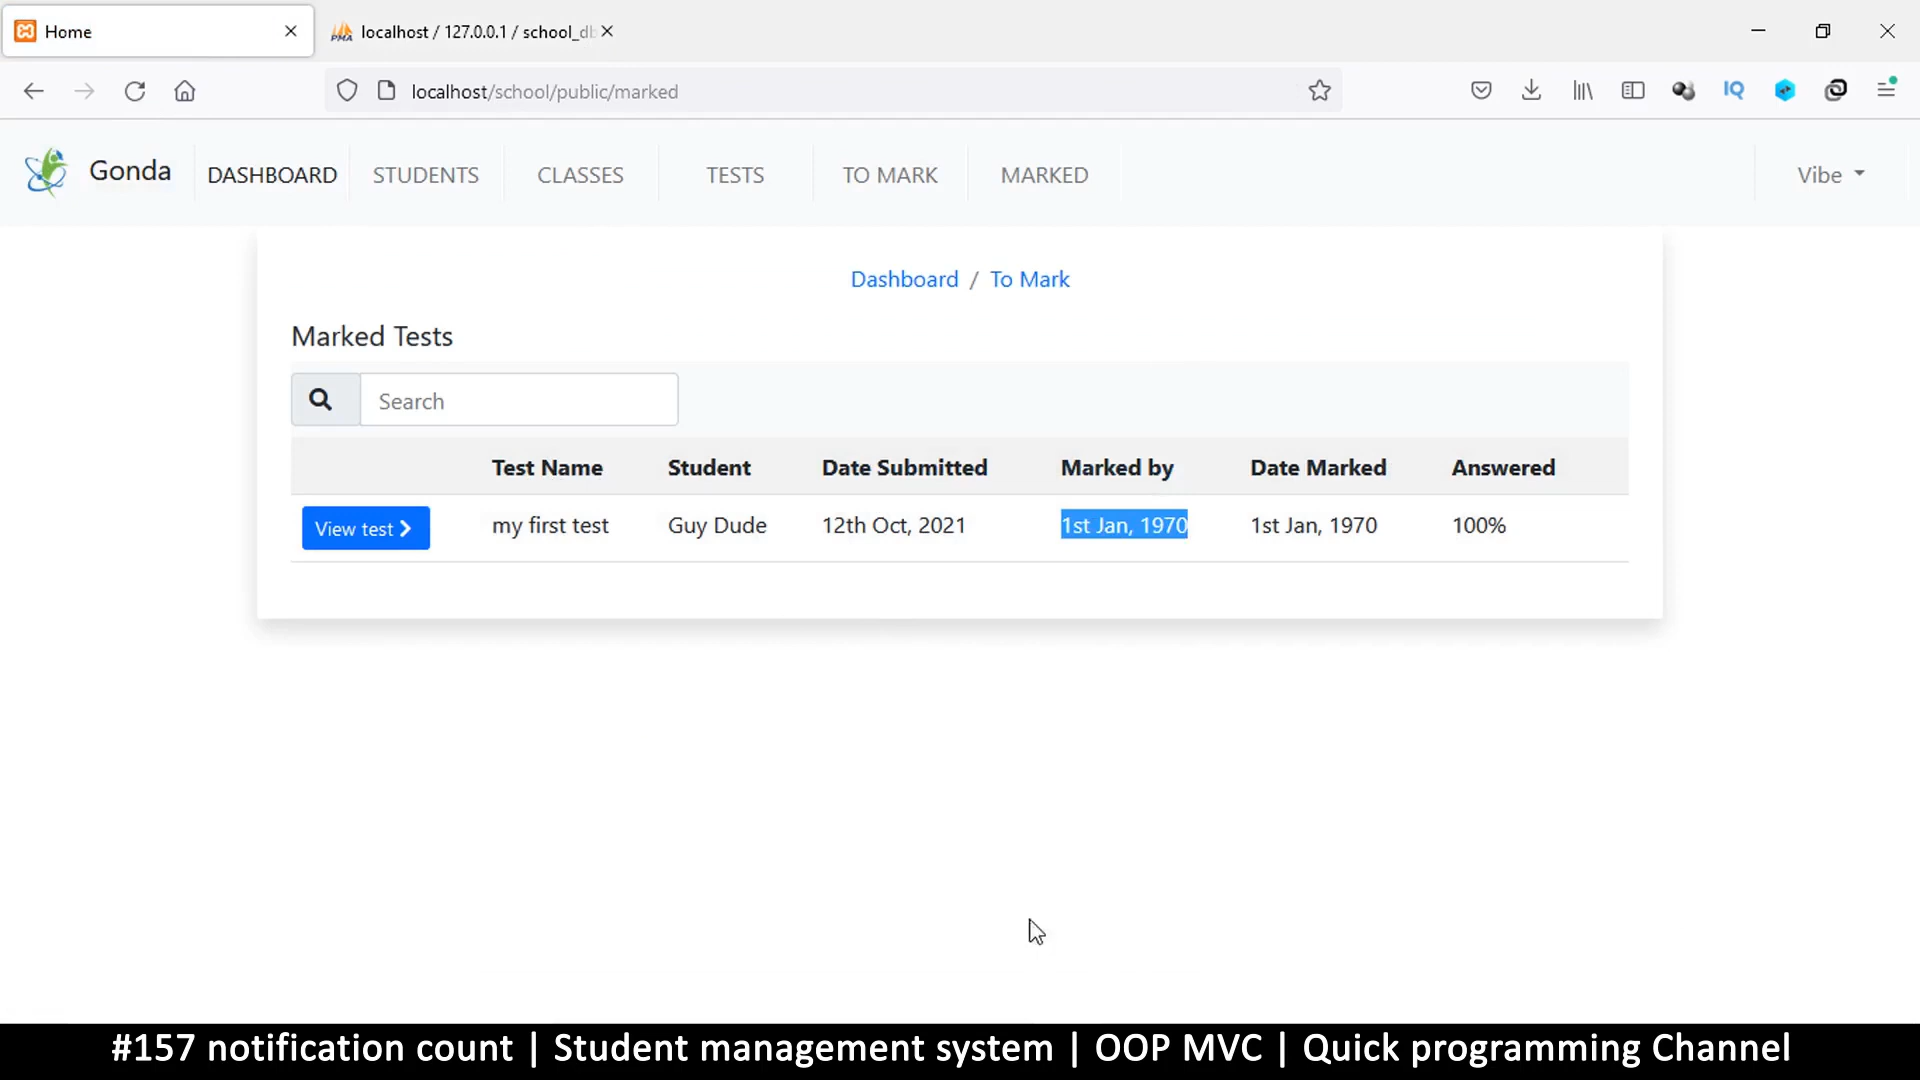 Home
localhost / 127.0.0.1 / school_db
localhost/school/public/marked
IQ
Gonda
DASHBOARD
STUDENTS
CLASSES
TESTS
TO MARK
MARKED
Vibe
Dashboard / To Mark
Marked Tests
Search
Test Name Student Date Submitted Marked by Date Marked Answered
View test my first test Guy Dude 12th Oct, 2021 1st Jan, 1970 1st Jan, 1970 100%
#157 notification count | Student management system | OOP MVC | Quick programming Channel